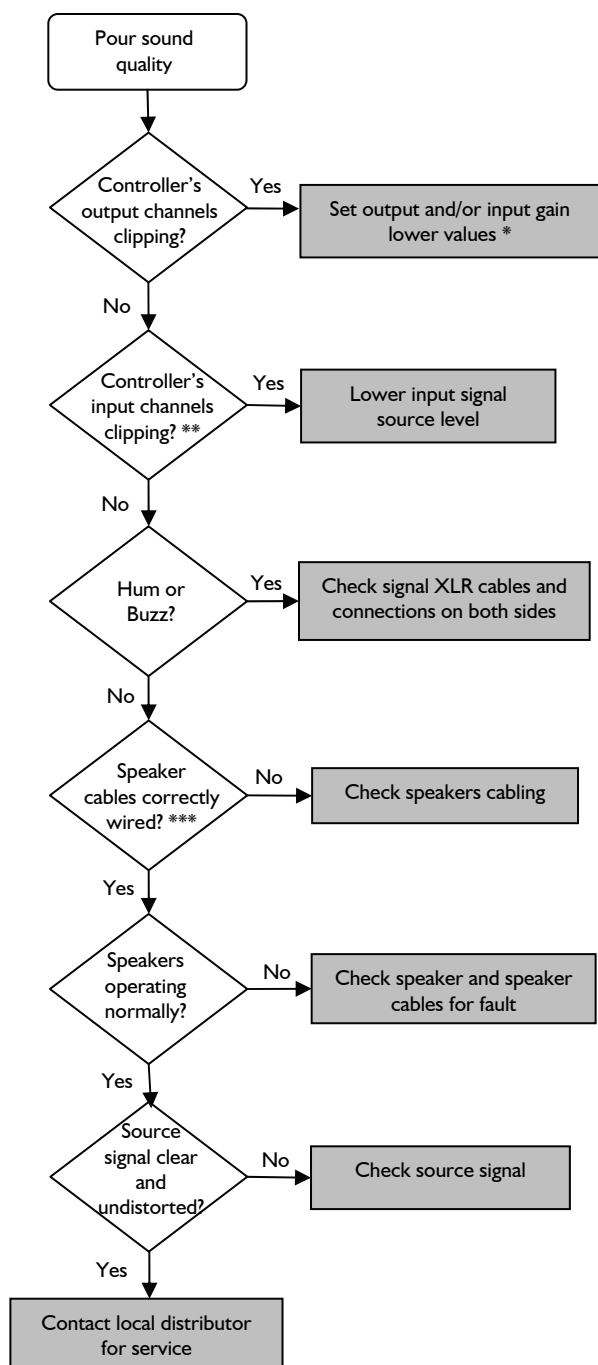 Pour sound
quality
Controller's
output channels
clipping?
Yes
Set output and/or input gain
lower values *
No
Controller's
input channels
clipping? **
Yes
Lower input signal
source level
No
Hum or
Buzz?
Yes
Check signal XLR cables and
connections on both sides
No
Speaker
cables correctly
wired? ***
No
Check speakers cabling
Yes
Speakers
operating
normally?
No
Check speaker and speaker
cables for fault
Yes
Source
signal clear
and
undistorted?
No
Check source signal
Yes
Contact local distributor
for service